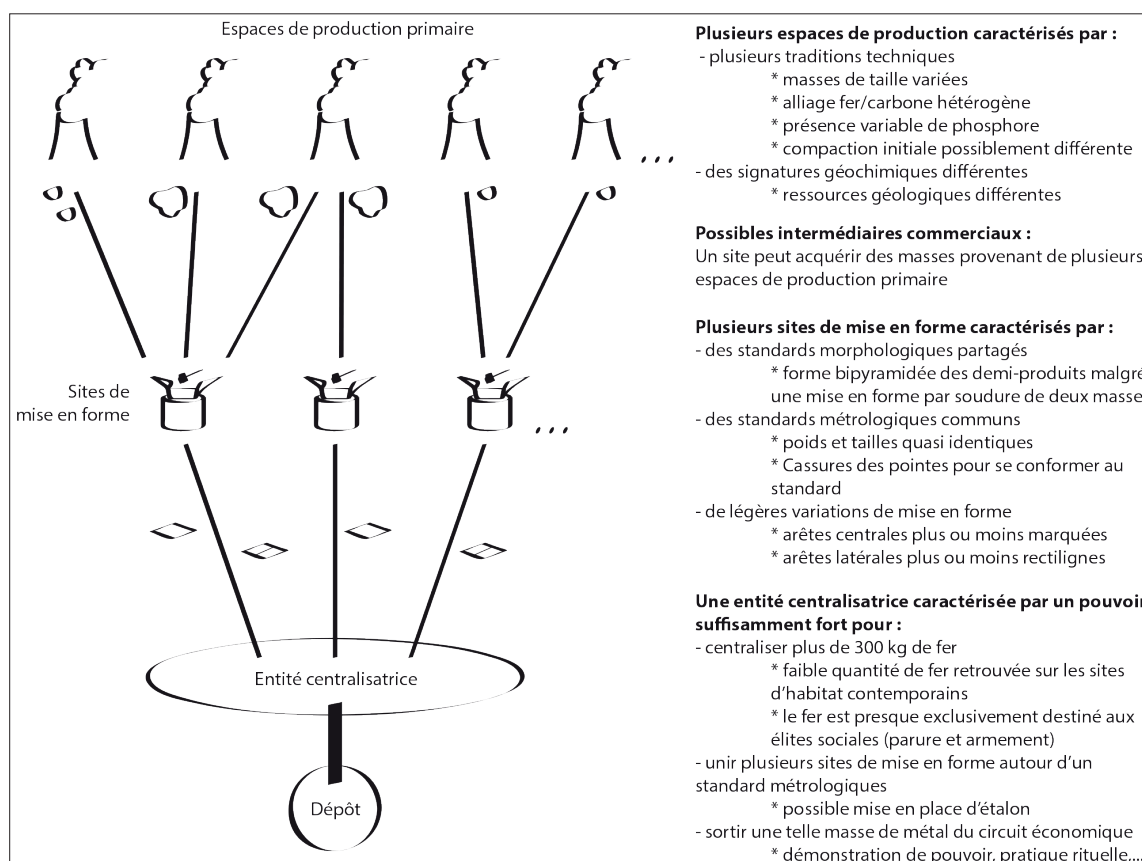 Espaces de production primaire
Sites de
mise en forme
Entité centralisatrice
Dépôt
Plusieurs espaces de production caractérisés par :
- plusieurs traditions techniques
* masses de taille variées
* alliage fer/carbone hétérogène
* présence variable de phosphore
* compaction initiale possiblement différente
- des signatures géochimiques différentes
* ressources géologiques différentes
Possibles intermédiaires commerciaux :
Un site peut acquérir des masses provenant de plusieurs
espaces de production primaire
Plusieurs sites de mise en forme caractérisés par :
- des standards morphologiques partagés
* forme bipyramidée des demi-produits malgré
une mise en forme par soudure de deux masse
- des standards métrologiques communs
* poids et tailles quasi identiques
* Cassures des pointes pour se conformer au
standard
- de légères variations de mise en forme
* arêtes centrales plus ou moins marquées
* arêtes latérales plus ou moins rectilignes
Une entité centralisatrice caractérisée par un pouvoir
suffisamment fort pour :
- centraliser plus de 300 kg de fer
* faible quantité de fer retrouvée sur les sites
d'habitat contemporains
* le fer est presque exclusivement destiné aux
élites sociales (parure et armement)
- unir plusieurs sites de mise en forme autour d'un
standard métrologiques
* possible mise en place d'étalon
- sortir une telle masse de métal du circuit économique
* démonstration de pouvoir, pratique rituelle...